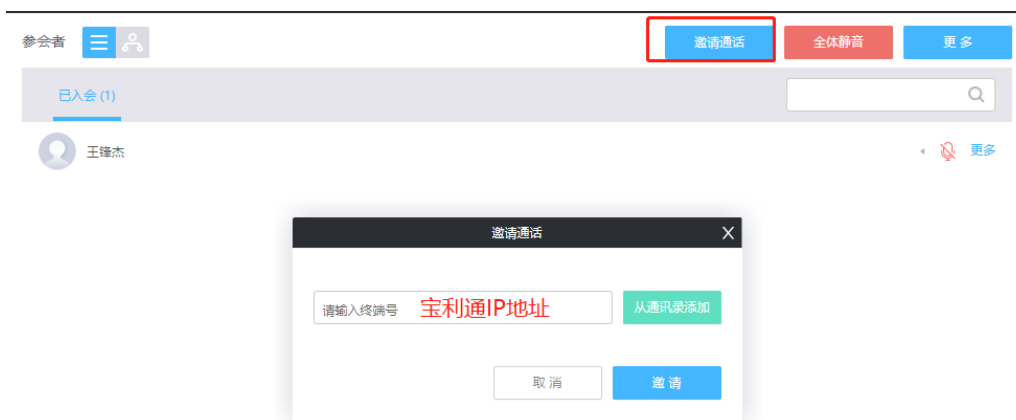 参会者 邀请通话 全体静音 更多
已入会(1)
王锋杰 更多
邀请通话 X
请输入终端号 宝利通IP地址 从通讯录添加
取消 邀请